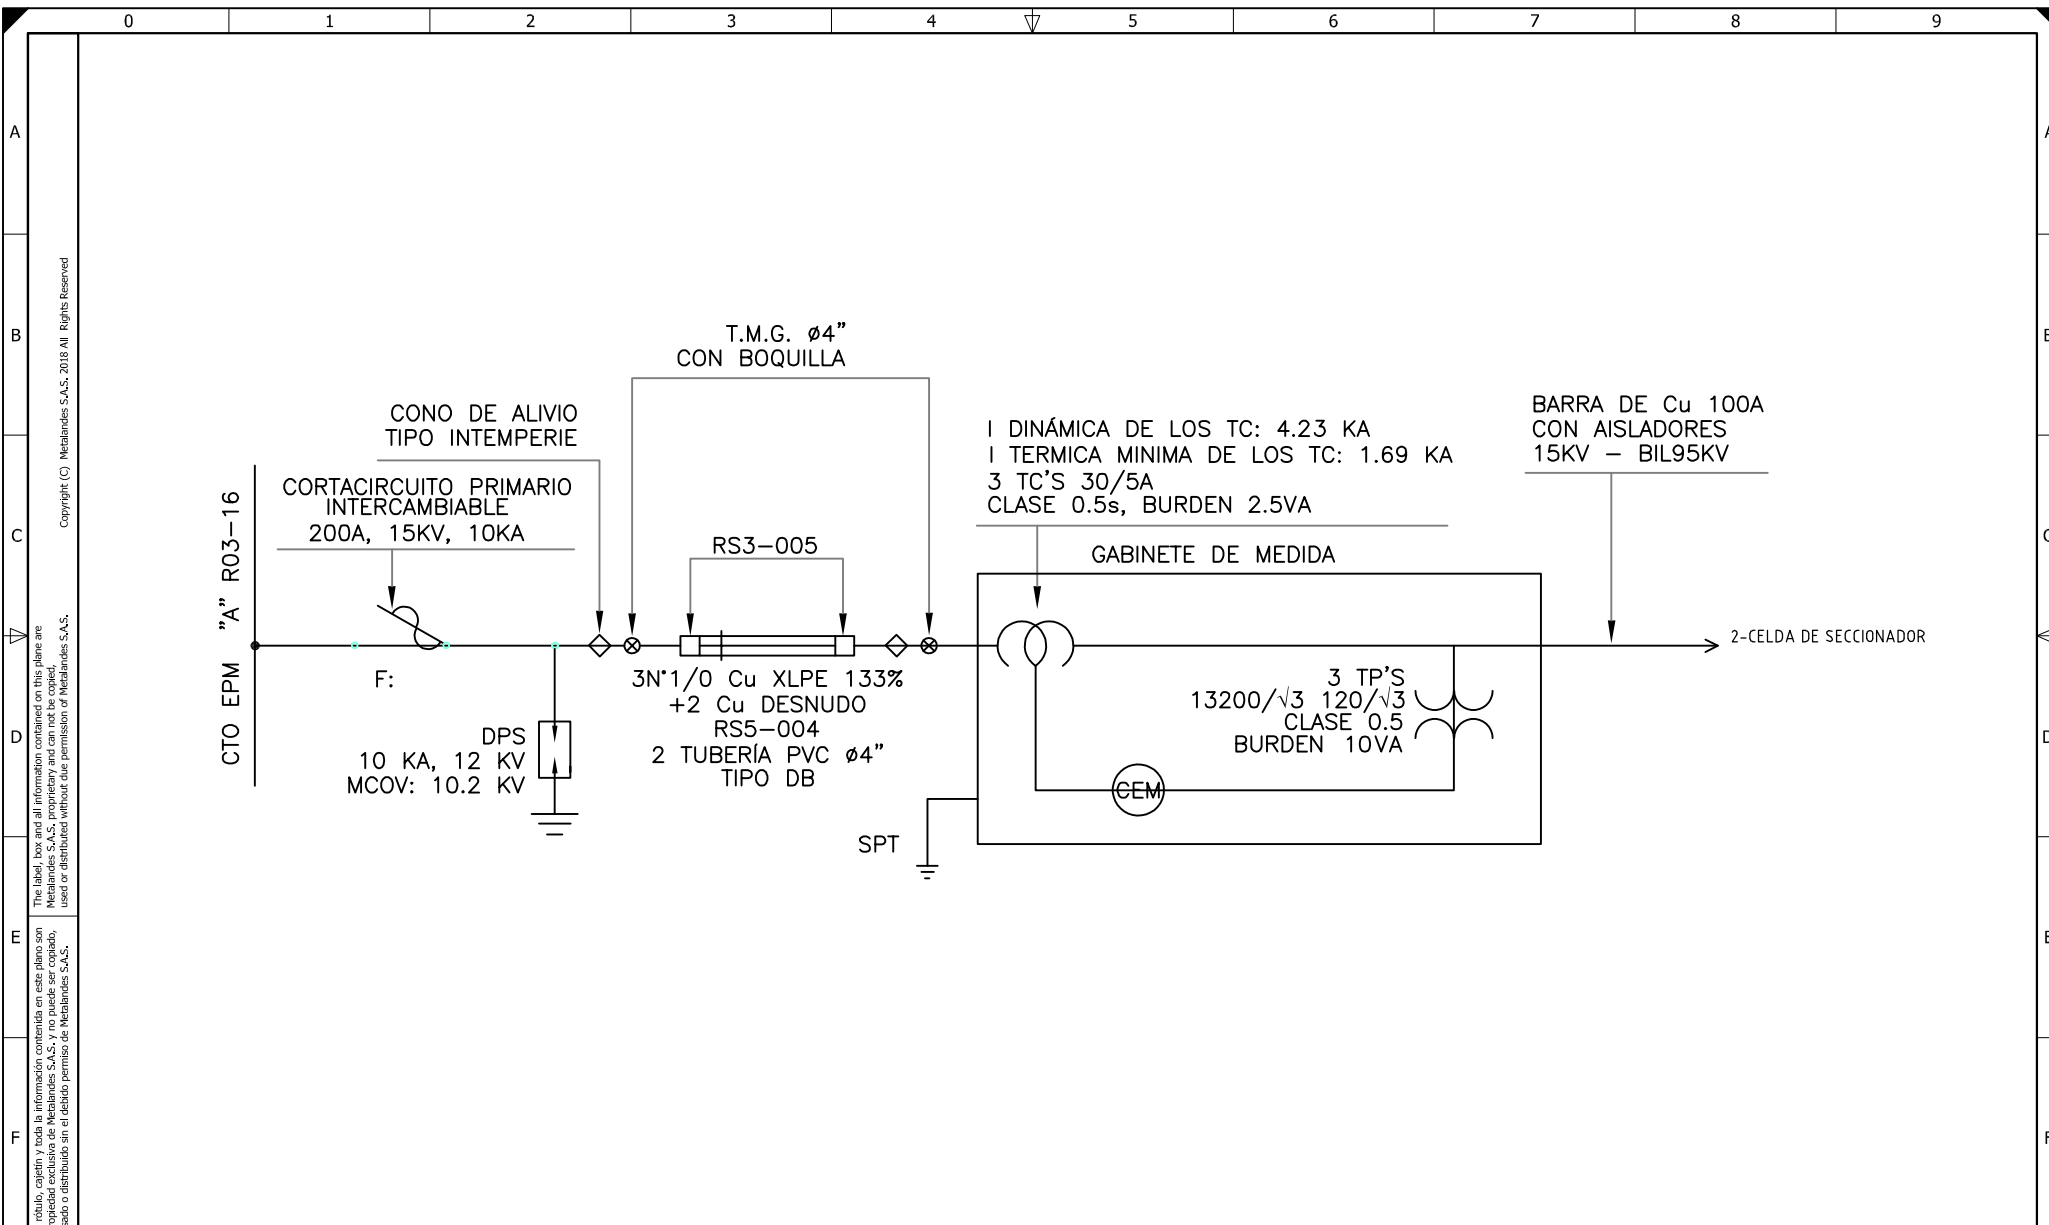 0 1 2 3 4 5 6 7 8 9
A
B
C
D
E
F
Copyright (C) Metalandes S.A.S. 2018 All Rights Reserved
The label, box and all information contained on this plane are
Metalandes S.A.S. proprietary and can not be copied,
used or distributed without due permission of Metalandes S.A.S.
rótulo, cajetín y toda la información contenida en este plano son
opiedad exclusiva de Metalandes S.A.S. y no puede ser copiado,
sado o distribuido sin el debido permiso de Metalandes S.A.S.
T.M.G. ø4"
CON BOQUILLA
CONO DE ALIVIO
TIPO INTEMPERIE
CORTACIRCUITO PRIMARIO
INTERCAMBIABLE
200A, 15KV, 10KA
CTO EPM "A" R03-16
F:
DPS
10 KA, 12 KV
MCOV: 10.2 KV
RS3-005
3N°1/0 Cu XLPE 133%
+2 Cu DESNUDO
RS5-004
2 TUBERÍA PVC ø4"
TIPO DB
I DINÁMICA DE LOS TC: 4.23 KA
I TERMICA MINIMA DE LOS TC: 1.69 KA
3 TC'S 30/5A
CLASE 0.5s, BURDEN 2.5VA
GABINETE DE MEDIDA
3 TP'S
13200/√3 120/√3
CLASE 0.5
BURDEN 10VA
CEM
SPT
BARRA DE Cu 100A
CON AISLADORES
15KV - BIL95KV
2-CELDA DE SECCIONADOR